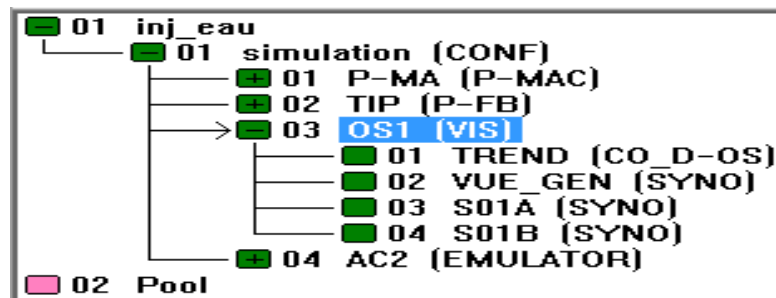 01 inj_eau
01 simulation (CONF)
01 P-MA (P-MAC)
02 TIP (P-FB)
03 OS1 (VIS)
01 TREND (CO_D-OS)
02 VUE_GEN (SYNO)
03 S01A (SYNO)
04 S01B (SYNO)
04 AC2 (EMULATOR)
02 Pool